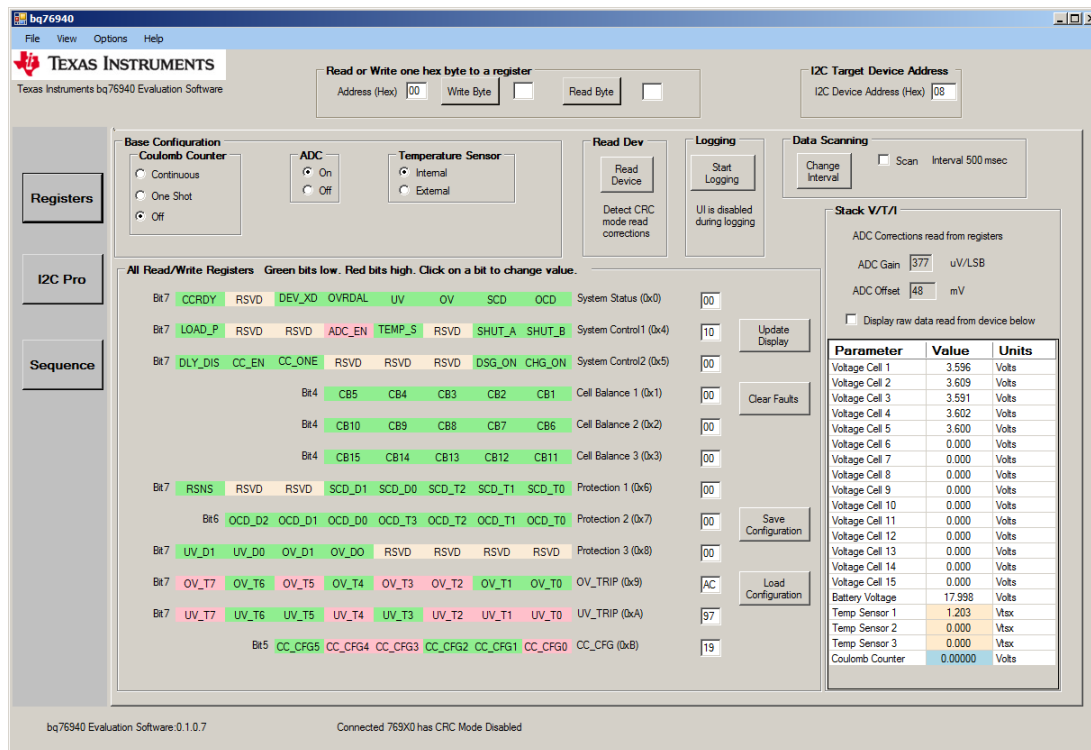 bq76940
File View Options Help
TEXAS INSTRUMENTS
Texas Instruments bq76940 Evaluation Software
Read or Write one hex byte to a register
Address (Hex) 00 Write Byte Read Byte
I2C Target Device Address
I2C Device Address (Hex) 08
Registers
I2C Pro
Sequence
Base Configuration
Coulomb Counter
Continuous
One Shot
Off
ADC
On
Off
Temperature Sensor
Internal
External
Read Dev
Read Device
Detect CRC
mode read
corrections
Logging
Start Logging
UI is disabled
during logging
Data Scanning
Change Interval
Scan Interval 500 msec
All Read/Write Registers Green bits low. Red bits high. Click on a bit to change value.
Bit7 CCRDY RSVD DEV_XD OVRDAL UV OV SCD OCD System Status (0x0) 00
Bit7 LOAD_P RSVD RSVD ADC_EN TEMP_S RSVD SHUT_A SHUT_B System Control1 (0x4) 10
Bit7 DLY_DIS CC_EN CC_ONE RSVD RSVD RSVD DSG_ON CHG_ON System Control2 (0x5) 00
Bit4 CB5 CB4 CB3 CB2 CB1 Cell Balance 1 (0x1) 00
Bit4 CB10 CB9 CB8 CB7 CB6 Cell Balance 2 (0x2) 00
Bit4 CB15 CB14 CB13 CB12 CB11 Cell Balance 3 (0x3) 00
Bit7 RSNS RSVD RSVD SCD_D1 SCD_D0 SCD_T2 SCD_T1 SCD_T0 Protection 1 (0x6) 00
Bit6 OCD_D2 OCD_D1 OCD_D0 OCD_T3 OCD_T2 OCD_T1 OCD_T0 Protection 2 (0x7) 00
Bit7 UV_D1 UV_D0 OV_D1 OV_DO RSVD RSVD RSVD RSVD Protection 3 (0x8) 00
Bit7 OV_T7 OV_T6 OV_T5 OV_T4 OV_T3 OV_T2 OV_T1 OV_T0 OV_TRIP (0x9) AC
Bit7 UV_T7 UV_T6 UV_T5 UV_T4 UV_T3 UV_T2 UV_T1 UV_T0 UV_TRIP (0xA) 97
Bit5 CC_CFG5 CC_CFG4 CC_CFG3 CC_CFG2 CC_CFG1 CC_CFG0 CC_CFG (0xB) 19
Update Display
Clear Faults
Save Configuration
Load Configuration
Stack V/T/I
ADC Corrections read from registers
ADC Gain 377 uV/LSB
ADC Offset 48 mV
Display raw data read from device below
Parameter Value Units
Voltage Cell 1 3.596 Volts
Voltage Cell 2 3.609 Volts
Voltage Cell 3 3.591 Volts
Voltage Cell 4 3.602 Volts
Voltage Cell 5 3.600 Volts
Voltage Cell 6 0.000 Volts
Voltage Cell 7 0.000 Volts
Voltage Cell 8 0.000 Volts
Voltage Cell 9 0.000 Volts
Voltage Cell 10 0.000 Volts
Voltage Cell 11 0.000 Volts
Voltage Cell 12 0.000 Volts
Voltage Cell 13 0.000 Volts
Voltage Cell 14 0.000 Volts
Voltage Cell 15 0.000 Volts
Battery Voltage 17.998 Volts
Temp Sensor 1 1.203 Vtsx
Temp Sensor 2 0.000 Vtsx
Temp Sensor 3 0.000 Vtsx
Coulomb Counter 0.00000 Volts
bq76940 Evaluation Software:0.1.0.7 Connected 769X0 has CRC Mode Disabled